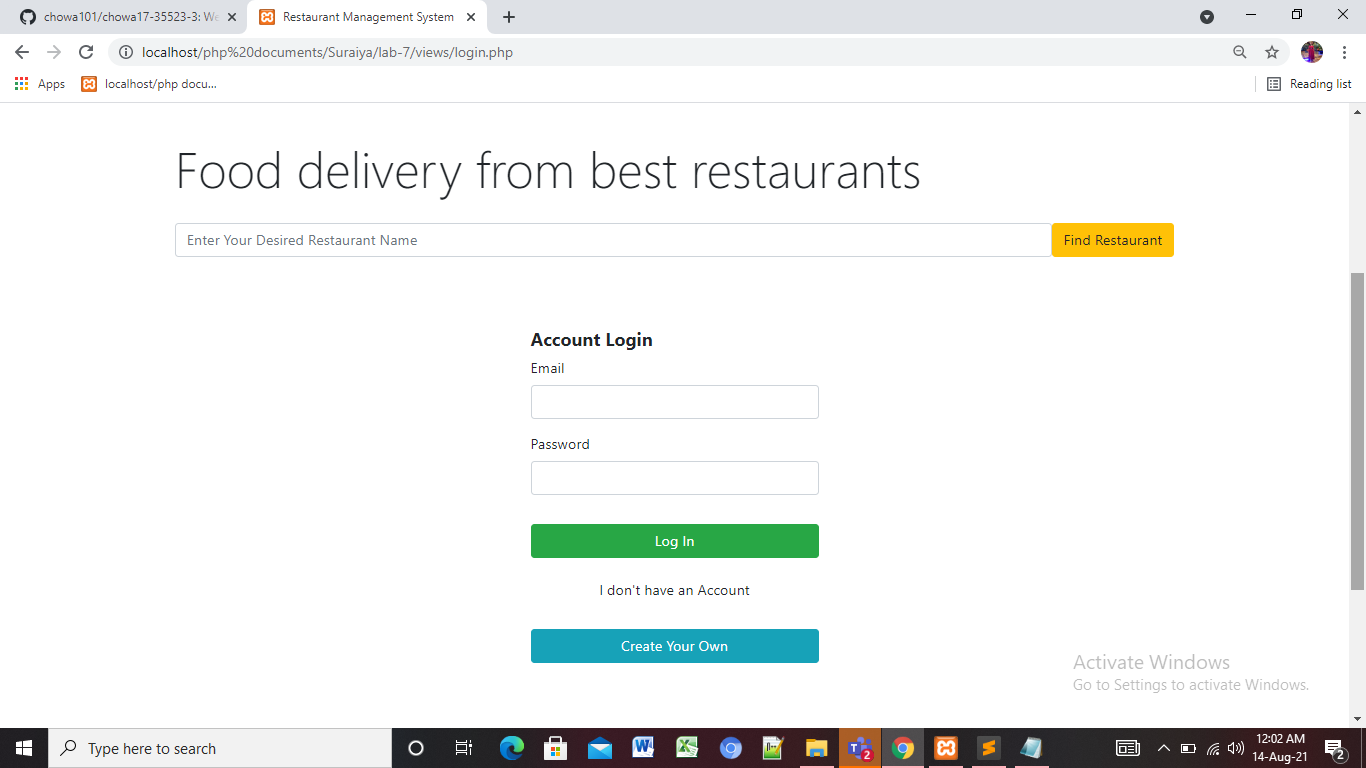 chowa101/chowa17-35523-3: We
Restaurant Management System
localhost/php%20documents/Suraiya/lab-7/views/login.php
Apps
localhost/php docu...
Reading list
Food delivery from best restaurants
Enter Your Desired Restaurant Name
Find Restaurant
Account Login
Email
Password
Log In
I don't have an Account
Create Your Own
Activate Windows
Go to Settings to activate Windows.
Type here to search
2
12:02 AM
14-Aug-21
2